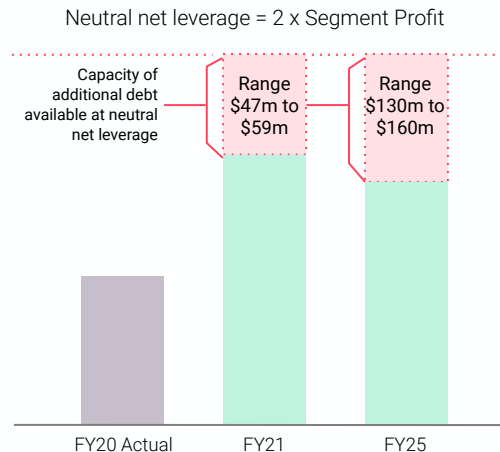 Neutral net leverage = 2 x Segment Profit
Capacity of
additional debt
available at neutral
net leverage
Range
$47m to
$59m
Range
$130m to
$160m
FY20 Actual
FY21
FY25